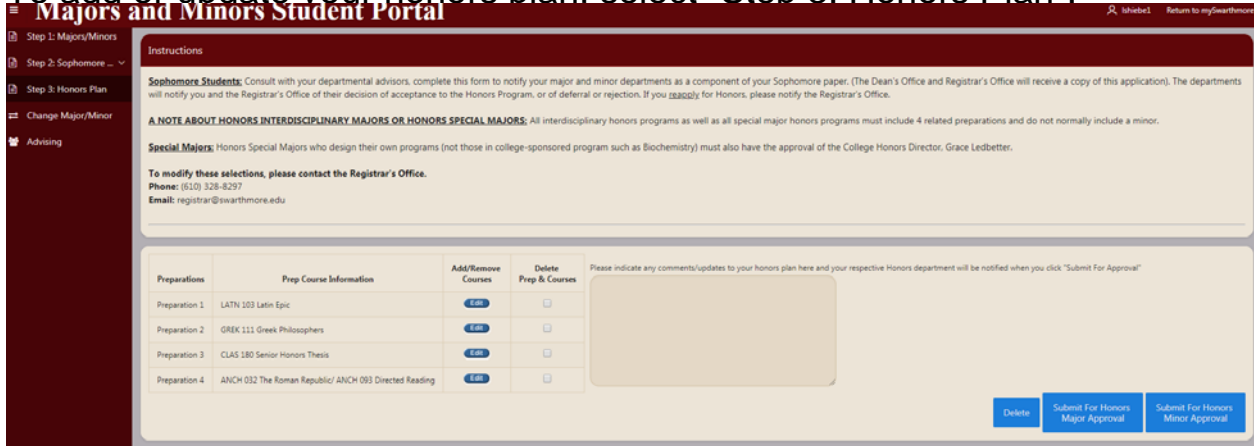 To add or update your honors plan, select "Step 3: Honors Plan".
Majors and Minors Student Portal
lshiebe1 Return to mySwarthmore
Step 1: Majors/Minors
Step 2: Sophomore ...
Step 3: Honors Plan
Change Major/Minor
Advising
Instructions
Sophomore Students: Consult with your departmental advisors, complete this form to notify your major and minor departments as a component of your Sophomore paper. (The Dean's Office and Registrar's Office will receive a copy of this application). The departments
will notify you and the Registrar's Office of their decision of acceptance to the Honors Program, or of deferral or rejection. If you reapply for Honors, please notify the Registrar's Office.
A NOTE ABOUT HONORS INTERDISCIPLINARY MAJORS OR HONORS SPECIAL MAJORS: All interdisciplinary honors programs as well as all special major honors programs must include 4 related preparations and do not normally include a minor.
Special Majors: Honors Special Majors who design their own programs (not those in college-sponsored program such as Biochemistry) must also have the approval of the College Honors Director, Grace Ledbetter.
To modify these selections, please contact the Registrar's Office.
Phone: (610) 328-8297
Email: registrar@swarthmore.edu
Preparations Prep Course Information Add/Remove Courses Delete Prep & Courses
Preparation 1 LATN 103 Latin Epic Edit
Preparation 2 GREK 111 Greek Philosophers Edit
Preparation 3 CLAS 180 Senior Honors Thesis Edit
Preparation 4 ANCH 032 The Roman Republic/ ANCH 093 Directed Reading Edit
Please indicate any comments/updates to your honors plan here and your respective Honors department will be notified when you click "Submit For Approval"
Delete
Submit For Honors
Major Approval
Submit For Honors
Minor Approval